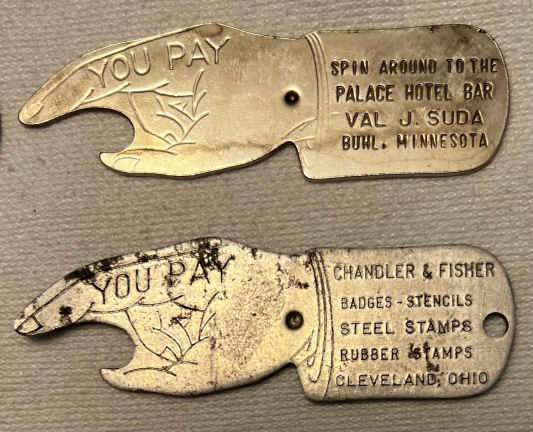 YOU PAY
SPIN AROUND TO THE
PALACE HOTEL BAR
VAL J. SUDA
BUHL, MINNESOTA
YOU PAY
CHANDLER & FISHER
BADGES - STENCILS
STEEL STAMPS
RUBBER STAMPS
CLEVELAND, OHIO